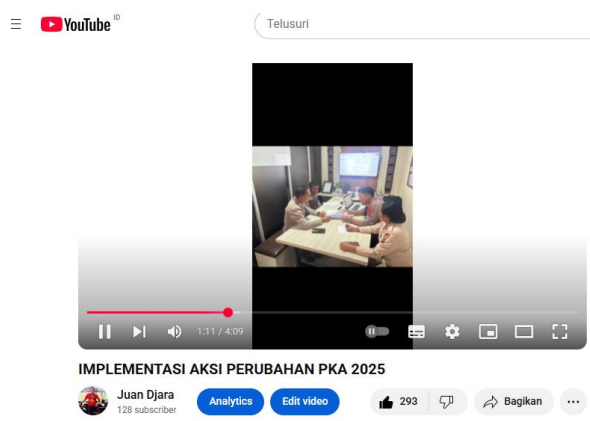 YouTube ID
Telusuri
1:11 / 4:09
IMPLEMENTASI AKSI PERUBAHAN PKA 2025
Juan Djara
128 subscriber
Analytics
Edit video
293
Bagikan